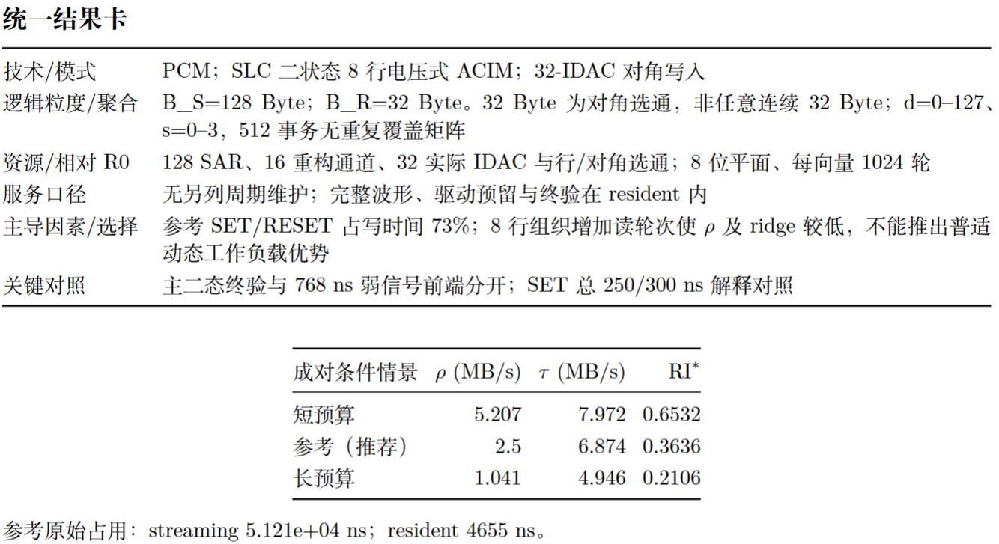 统一结果卡
技术/模式 PCM；SLC 二状态 8 行电压式 ACIM；32-IDAC 对角写入
逻辑粒度/聚合 B_S=128 Byte；B_R=32 Byte。32 Byte 为对角选通，非任意连续 32 Byte；d=0–127、
s=0–3，512 事务无重复覆盖矩阵
资源/相对 R0 128 SAR、16 重构通道、32 实际 IDAC 与行/对角选通；8 位平面、每向量 1024 轮
服务口径 无另列周期维护；完整波形、驱动预留与终验在 resident 内
主导因素/选择 参考 SET/RESET 占写时间 73%；8 行组织增加读轮次使 ρ 及 ridge 较低，不能推出普适
动态工作负载优势
关键对照 主二态终验与 768 ns 弱信号前端分开；SET 总 250/300 ns 解释对照
成对条件情景 ρ (MB/s) τ (MB/s) RI*
短预算 5.207 7.972 0.6532
参考（推荐） 2.5 6.874 0.3636
长预算 1.041 4.946 0.2106
参考原始占用：streaming 5.121e+04 ns；resident 4655 ns。